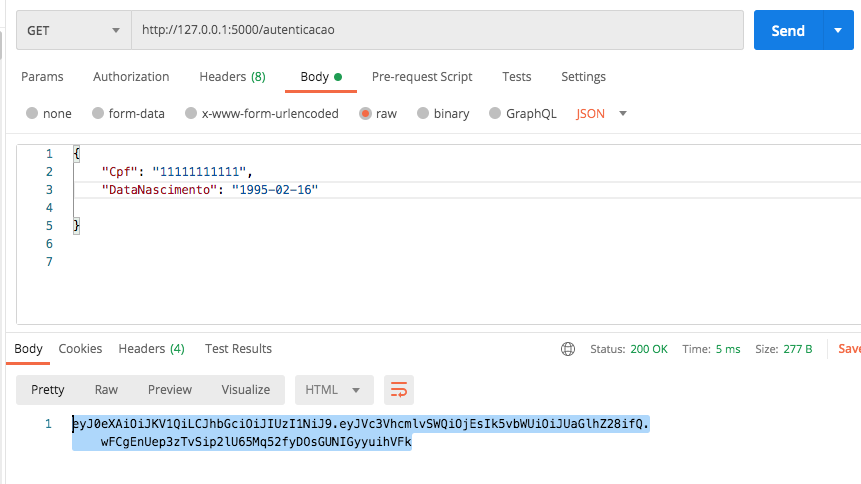 GET http://127.0.0.1:5000/autenticacao Send
Params Authorization Headers (8) Body Pre-request Script Tests Settings
none form-data x-www-form-urlencoded raw binary GraphQL JSON
1 {
2 "Cpf": "11111111111",
3 "DataNascimento": "1995-02-16"
4
5 }
6
7
Body Cookies Headers (4) Test Results Status: 200 OK Time: 5 ms Size: 277 B Save
Pretty Raw Preview Visualize HTML
1 eyJ0eXAiOiJKV1QiLCJhbGciOiJIUzI1NiJ9.eyJVc3VhcmlvSWQiOjEsIk5vbWUiOiJUaGlhZ28ifQ.
wFCgEnUep3zTvSip2lU65Mq52fyDOsGUNIGyyuihVFk